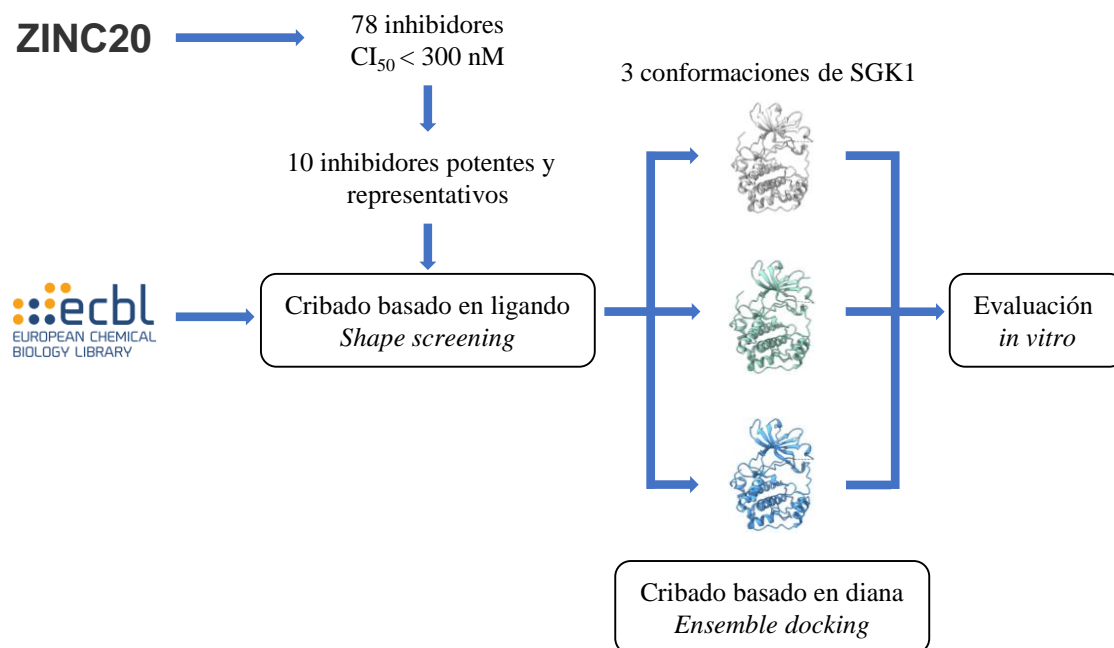 ZINC20
78 inhibidores
CI50 < 300 nM
10 inhibidores potentes y
representativos
3 conformaciones de SGK1
ecbl
EUROPEAN CHEMICAL
BIOLOGY LIBRARY
Cribado basado en ligando
Shape screening
Evaluación
in vitro
Cribado basado en diana
Ensemble docking